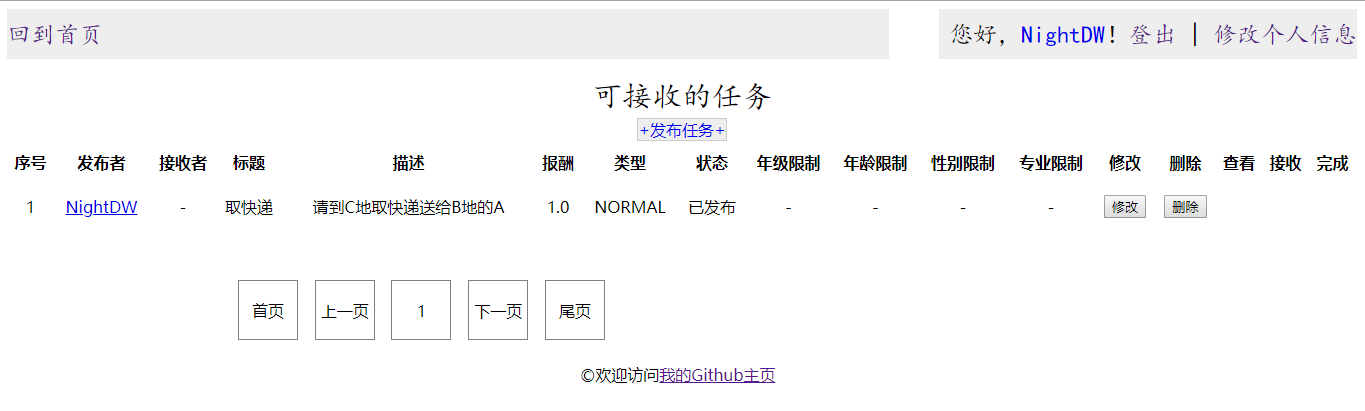 回到首页 您好，NightDW！登出 | 修改个人信息
可接收的任务
+发布任务+
序号 发布者 接收者 标题 描述 报酬 类型 状态 年级限制 年龄限制 性别限制 专业限制 修改 删除 查看 接收 完成
1 NightDW - 取快递 请到C地取快递送给B地的A 1.0 NORMAL 已发布 - - - - 修改 删除
首页 上一页 1 下一页 尾页
©欢迎访问我的Github主页